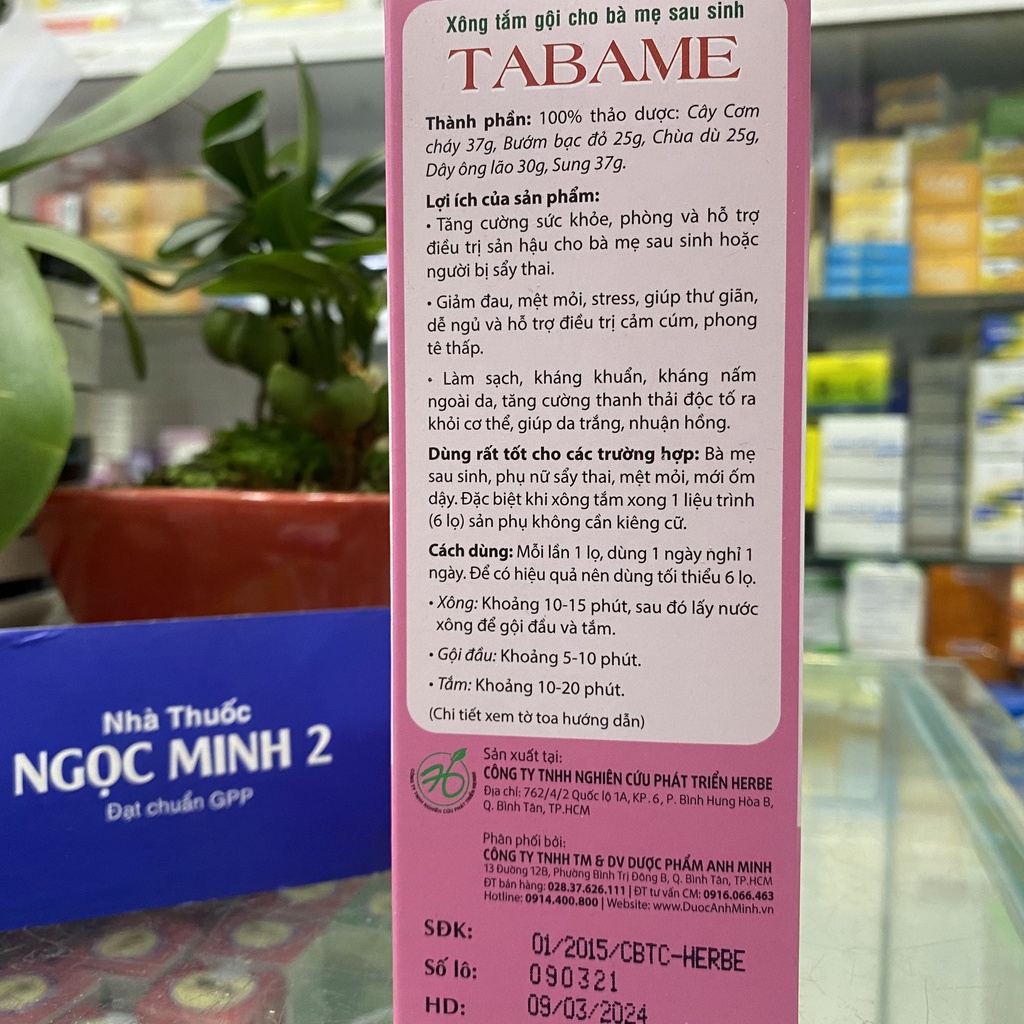 Xông tắm gội cho bà mẹ sau sinh
TABAME
Thành phần: 100% thảo dược: Cây Cơm
cháy 37g, Bướm bạc đỏ 25g, Chùa dù 25g,
Dây ông lão 30g, Sung 37g.
Lợi ích của sản phẩm:
• Tăng cường sức khỏe, phòng và hỗ trợ
điều trị sản hậu cho bà mẹ sau sinh hoặc
người bị sẩy thai.
• Giảm đau, mệt mỏi, stress, giúp thư giãn,
dễ ngủ và hỗ trợ điều trị cảm cúm, phong
tê thấp.
• Làm sạch, kháng khuẩn, kháng nấm
ngoài da, tăng cường thanh thải độc tố ra
khỏi cơ thể, giúp da trắng, nhuận hồng.
Dùng rất tốt cho các trường hợp: Bà mẹ
sau sinh, phụ nữ sẩy thai, mệt mỏi, mới ốm
dậy. Đặc biệt khi xông tắm xong 1 liệu trình
(6 lọ) sản phụ không cần kiêng cữ.
Cách dùng: Mỗi lần 1 lọ, dùng 1 ngày nghỉ 1
ngày. Để có hiệu quả nên dùng tối thiểu 6 lọ.
• Xông: Khoảng 10-15 phút, sau đó lấy nước
xông để gội đầu và tắm.
• Gội đầu: Khoảng 5-10 phút.
• Tắm: Khoảng 10-20 phút.
(Chi tiết xem tờ toa hướng dẫn)
Sản xuất tại:
CÔNG TY TNHH NGHIÊN CỨU PHÁT TRIỂN HERBE
Địa chỉ: 762/4/2 Quốc lộ 1A, KP.6, P. Bình Hưng Hòa B,
Q. Bình Tân, TP.HCM
Phân phối bởi:
CÔNG TY TNHH TM & DV DƯỢC PHẨM ANH MINH
13 Đường 12B, Phường Bình Trị Đông B, Q. Bình Tân, TP.HCM
ĐT bán hàng: 028.37.626.111 | ĐT tư vấn CM: 0916.066.463
Hotline: 0914.400.800 | Website: www.DuocAnhMinh.vn
SĐK: 01/2015/CBTC-HERBE
Số lô: 090321
HD: 09/03/2024
Nhà Thuốc
NGỌC MINH 2
Đạt chuẩn GPP